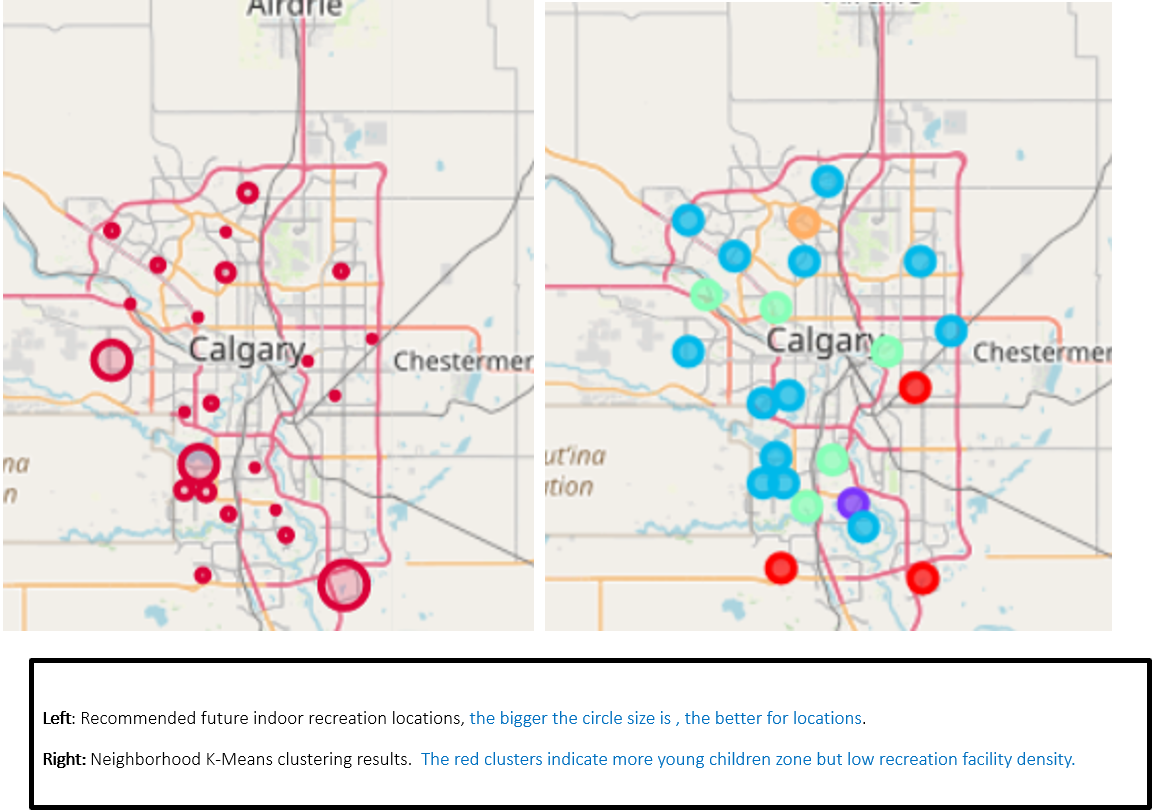 Airdrie
Calgary
Chestermer
na
n
Calgary
Chestermer
ut'ina
tion
Left: Recommended future indoor recreation locations, the bigger the circle size is , the better for locations.
Right: Neighborhood K-Means clustering results. The red clusters indicate more young children zone but low recreation facility density.